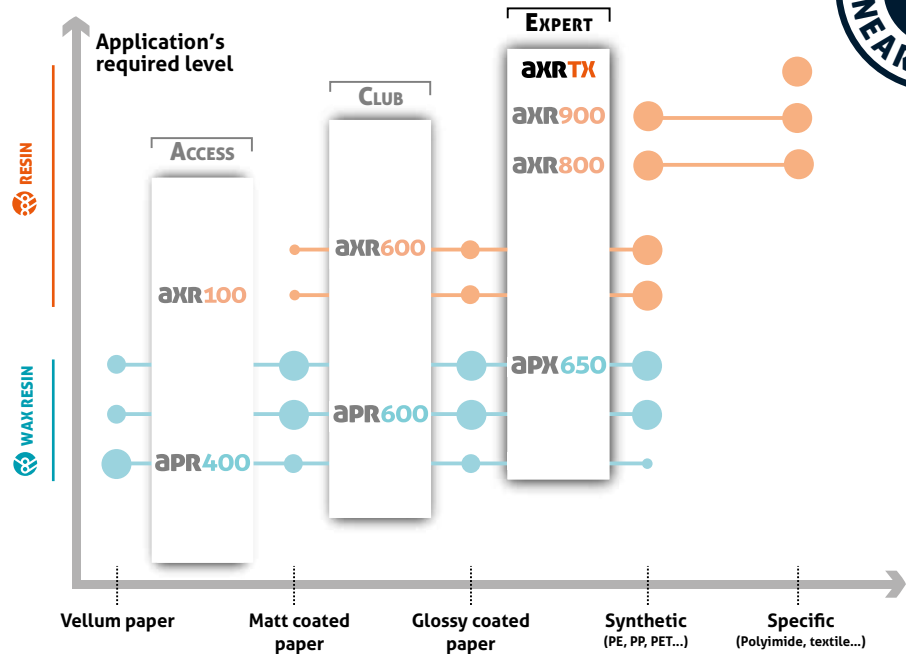 Application's
required level
EXPERT
CLUB
ACCESS
aXRTX
aXR900
aXR800
aXR600
aXR100
aPX650
aPR600
aPR400
RESIN
WAX RESIN
Vellum paper
Matt coated
paper
Glossy coated
paper
Synthetic
(PE, PP, PET...)
Specific
(Polyimide, textile...)